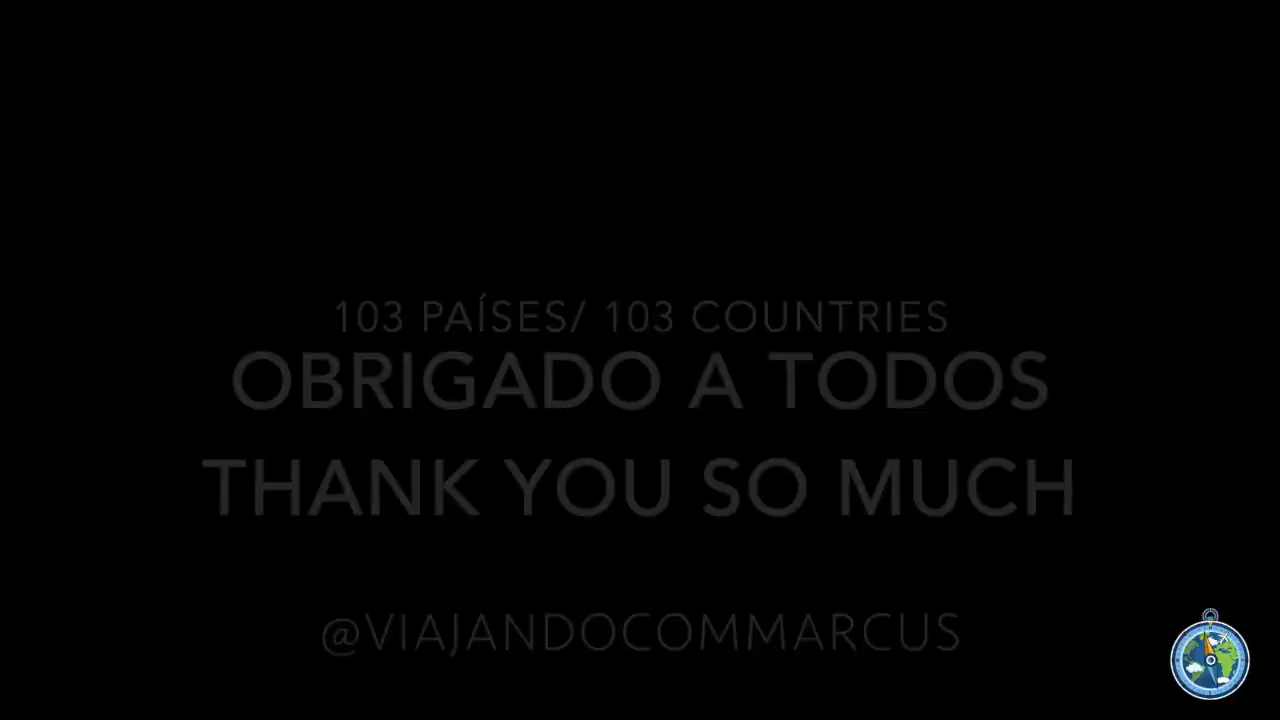 103 PAÍSES/ 103 COUNTRIES
OBRIGADO A TODOS
THANK YOU SO MUCH
@VIAJANDOCOMMARCUS